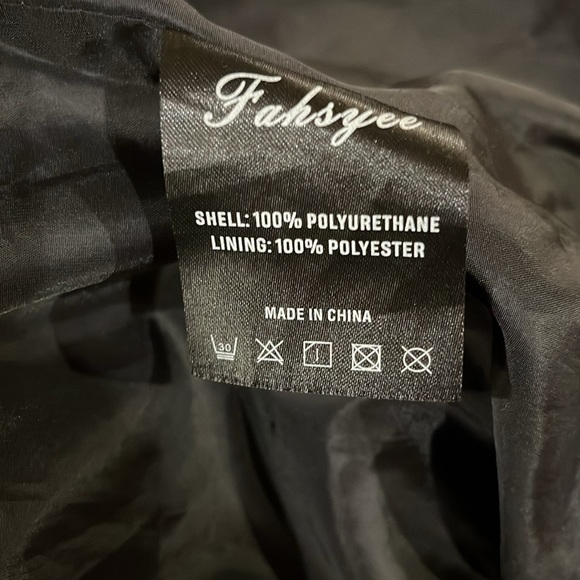 Fahsyee
SHELL: 100% POLYURETHANE
LINING: 100% POLYESTER
MADE IN CHINA
30